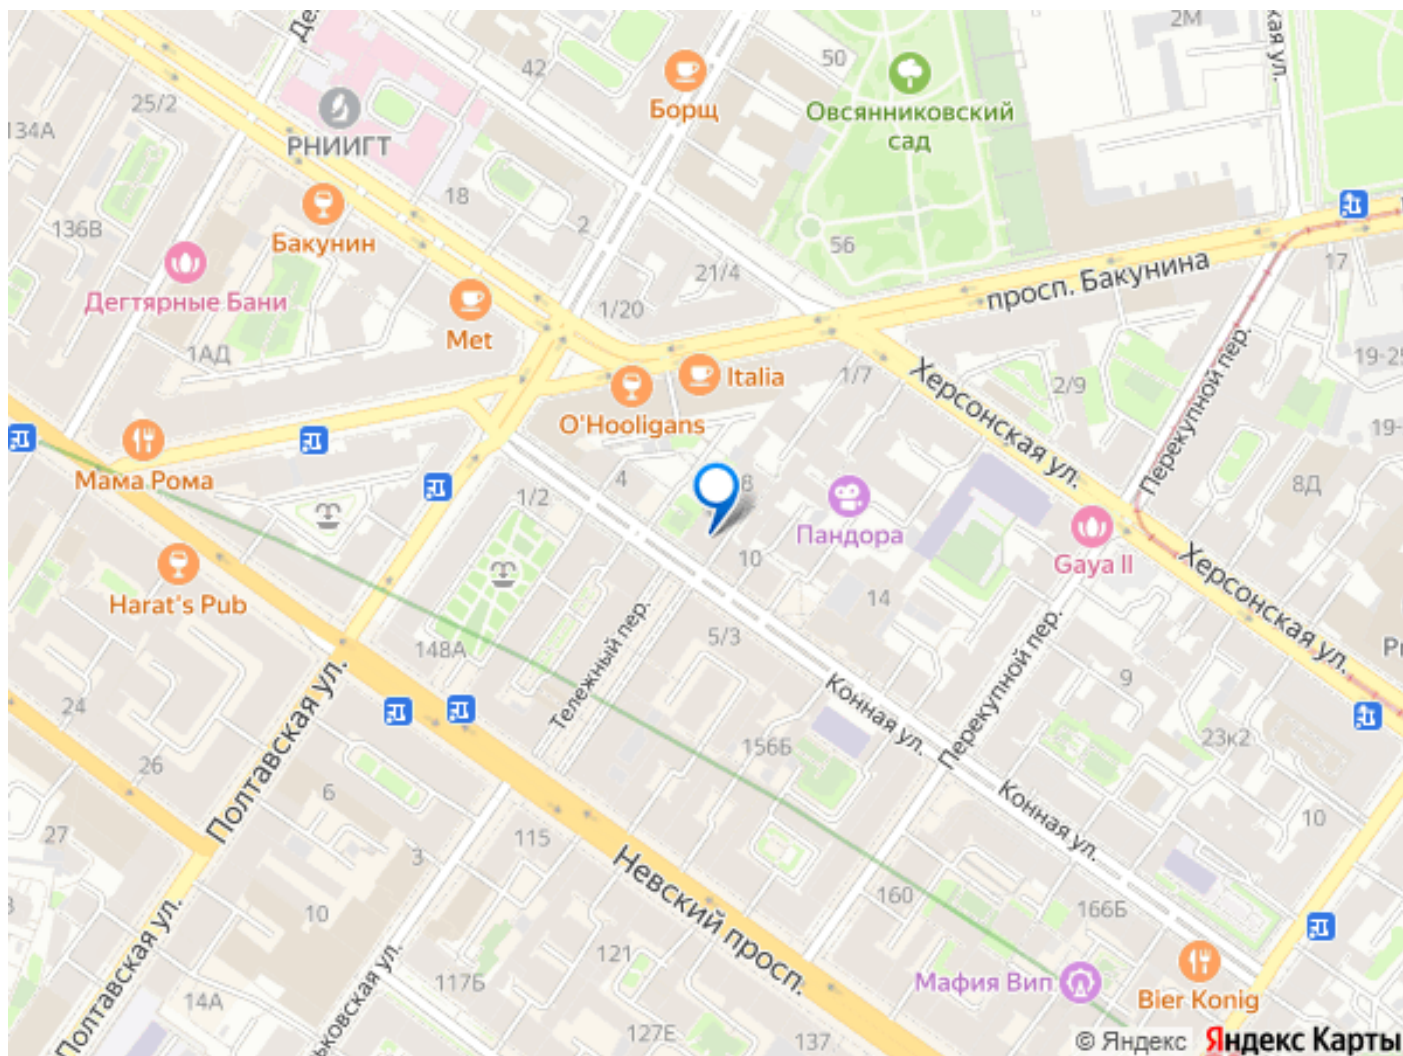 2М
42
50
Борщ
Овсянниковский
сад
25/2
134А
РНИИГТ
18
2
136В
Бакунин
56
21/4
17
просп. Бакунина
Дегтярные Бани
1/20
Met
1АД
Italia
1/7
2/9
19-2
O'Hooligans
Херсонская ул.
Перекупной пер.
19-
Мама Рома
4
8
1/2
8Д
Пандора
Gaya II
10
Херсонская ул.
Harat's Pub
14
5/3
148А
Тележный пер.
Перекупной пер.
9
Конная ул.
24
Полтавская ул.
156Б
23к2
26
6
Конная ул.
10
27
115
3
Невский просп.
160
166Б
10
121
117Б
Мафия Вип
Bier Konig
Полтавская ул.
14А
ьковская ул.
127Е
137
© Яндекс Яндекс Карты